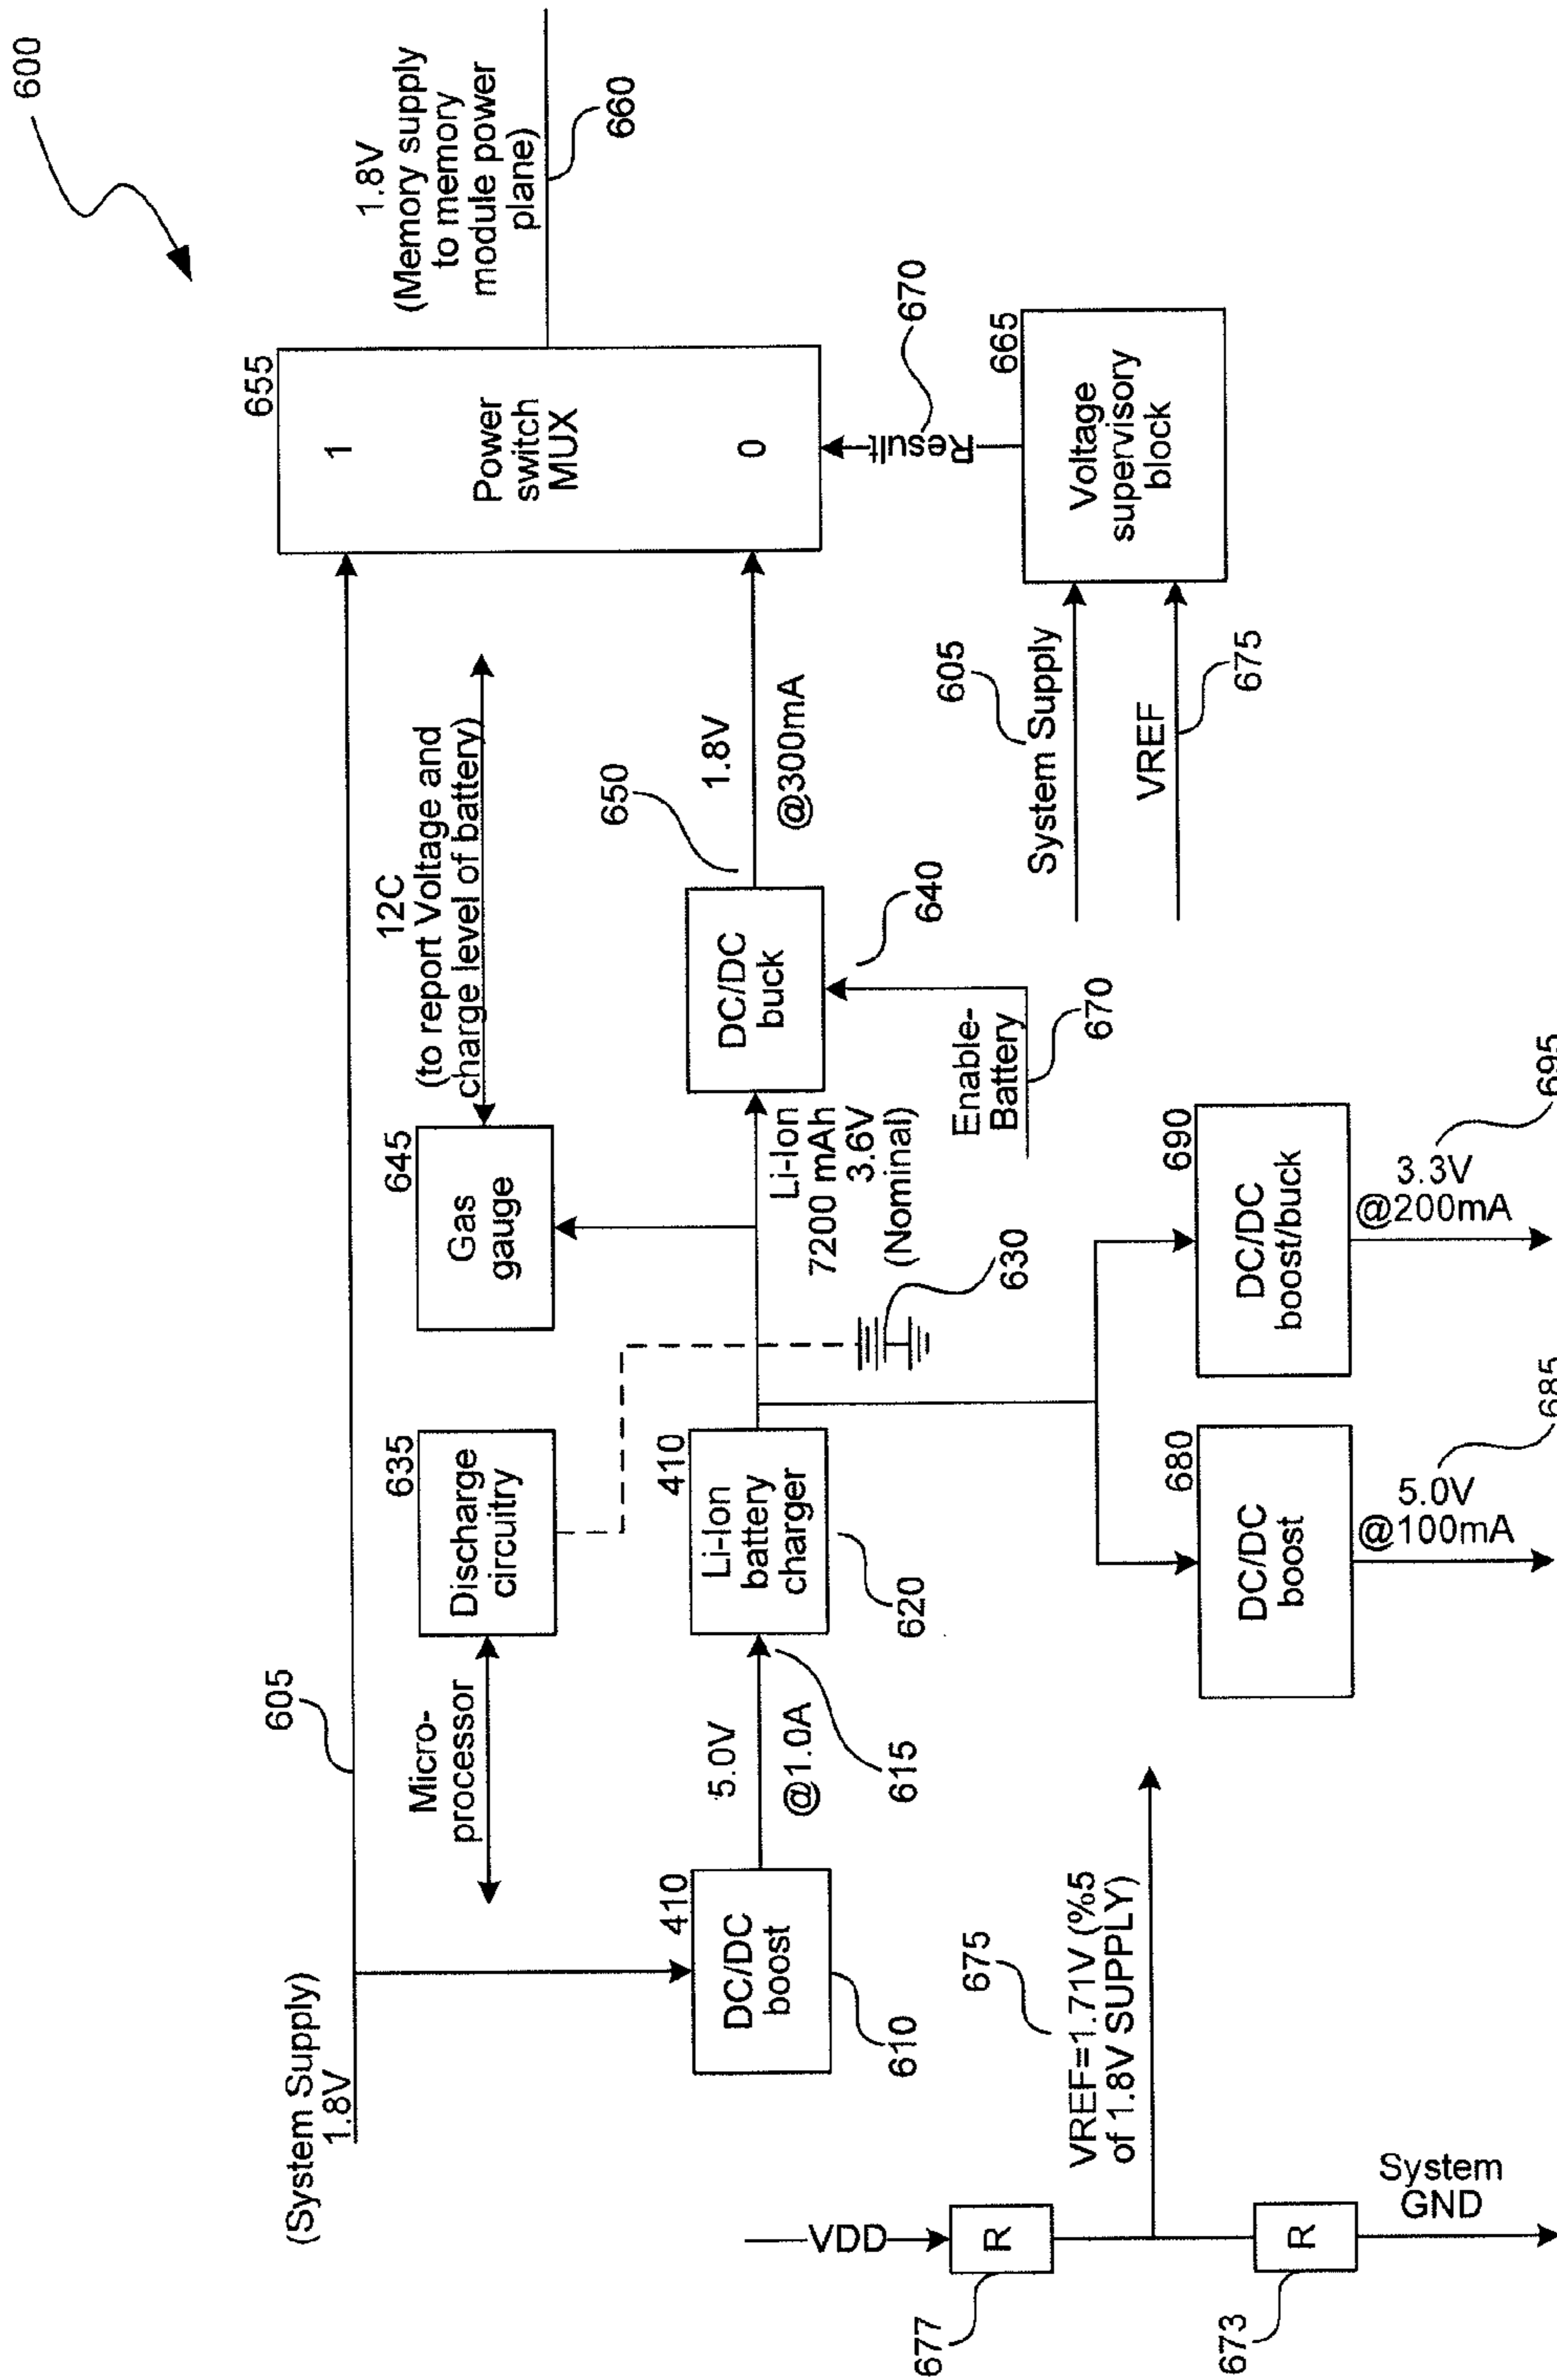 600
(System Supply)
1.8V
605
Micro-
processor
635
Discharge
circuitry
645
Gas
gauge
12C
(to report Voltage and
charge level of battery)
655
1
Power
switch
MUX
0
1.8V
(Memory supply
to memory
module power
plane)
660
410
DC/DC
boost
610
5.0V
@1.0A
615
410
Li-Ion
battery
charger
620
Li-Ion
7200 mAh
3.6V
(Nominal)
630
DC/DC
buck
640
650
1.8V
@300mA
Enable-
Battery
670
Result
670
System Supply
605
VREF
675
665
Voltage
supervisory
block
VDD
R
677
675
VREF=1.71V (%5
of 1.8V SUPPLY)
R
673
System
GND
680
DC/DC
boost
5.0V
@100mA
685
690
DC/DC
boost/buck
3.3V
@200mA
695